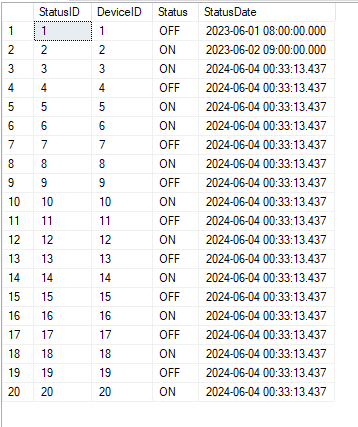 StatusID DeviceID Status StatusDate
1 1 1 OFF 2023-06-01 08:00:00.000
2 2 2 ON 2023-06-02 09:00:00.000
3 3 3 ON 2024-06-04 00:33:13.437
4 4 4 OFF 2024-06-04 00:33:13.437
5 5 5 ON 2024-06-04 00:33:13.437
6 6 6 ON 2024-06-04 00:33:13.437
7 7 7 OFF 2024-06-04 00:33:13.437
8 8 8 ON 2024-06-04 00:33:13.437
9 9 9 OFF 2024-06-04 00:33:13.437
10 10 10 ON 2024-06-04 00:33:13.437
11 11 11 OFF 2024-06-04 00:33:13.437
12 12 12 ON 2024-06-04 00:33:13.437
13 13 13 OFF 2024-06-04 00:33:13.437
14 14 14 ON 2024-06-04 00:33:13.437
15 15 15 OFF 2024-06-04 00:33:13.437
16 16 16 ON 2024-06-04 00:33:13.437
17 17 17 OFF 2024-06-04 00:33:13.437
18 18 18 ON 2024-06-04 00:33:13.437
19 19 19 OFF 2024-06-04 00:33:13.437
20 20 20 ON 2024-06-04 00:33:13.437